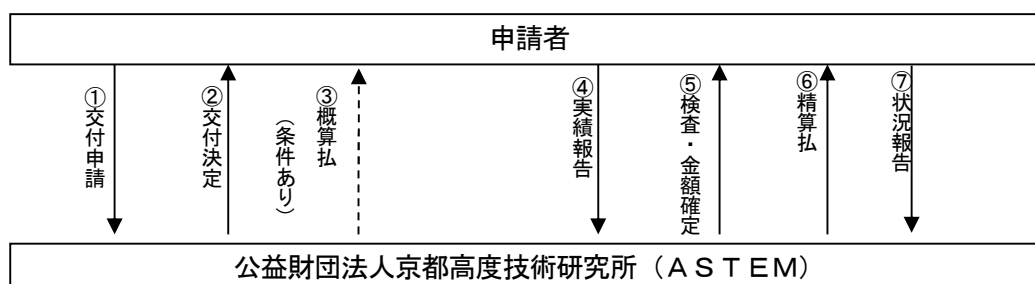 申請者
①交付申請
②交付決定
③概算払
（条件あり）
④実績報告
⑤検査・金額確定
⑥精算払
⑦状況報告
公益財団法人京都高度技術研究所（ＡＳＴＥＭ）